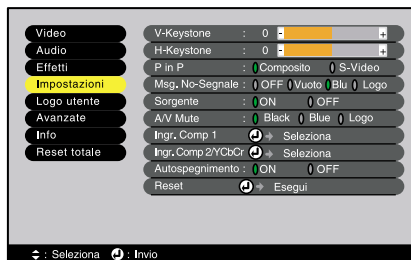 Video
Audio
Effetti
Impostazioni
Logo utente
Avanzate
Info
Reset totale
V-Keystone : 0 - +
H-Keystone : 0 - +
P in P : Composito S-Video
Msg. No-Segnale : OFF Vuoto Blu Logo
Sorgente : ON OFF
A/V Mute : Black Blue Logo
Ingr. Comp 1 Seleziona
Ingr. Comp 2/YCbCr Seleziona
Autospegnimento : ON OFF
Reset Esegui
: Seleziona : Invio